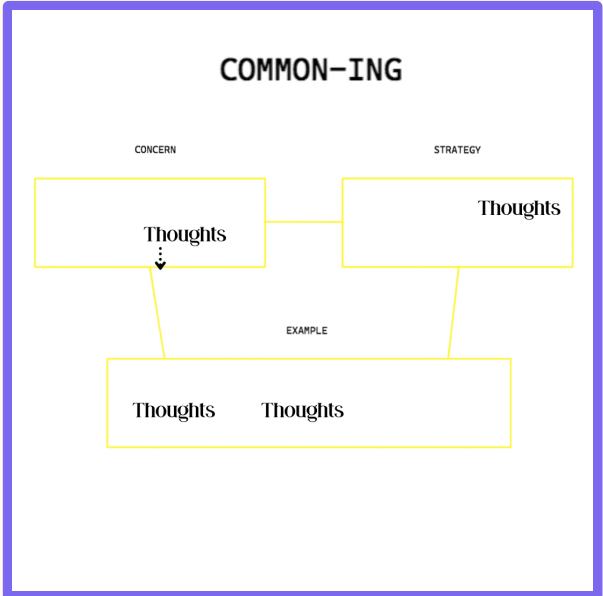 COMMON-ING
CONCERN
STRATEGY
Thoughts
Thoughts
EXAMPLE
Thoughts Thoughts